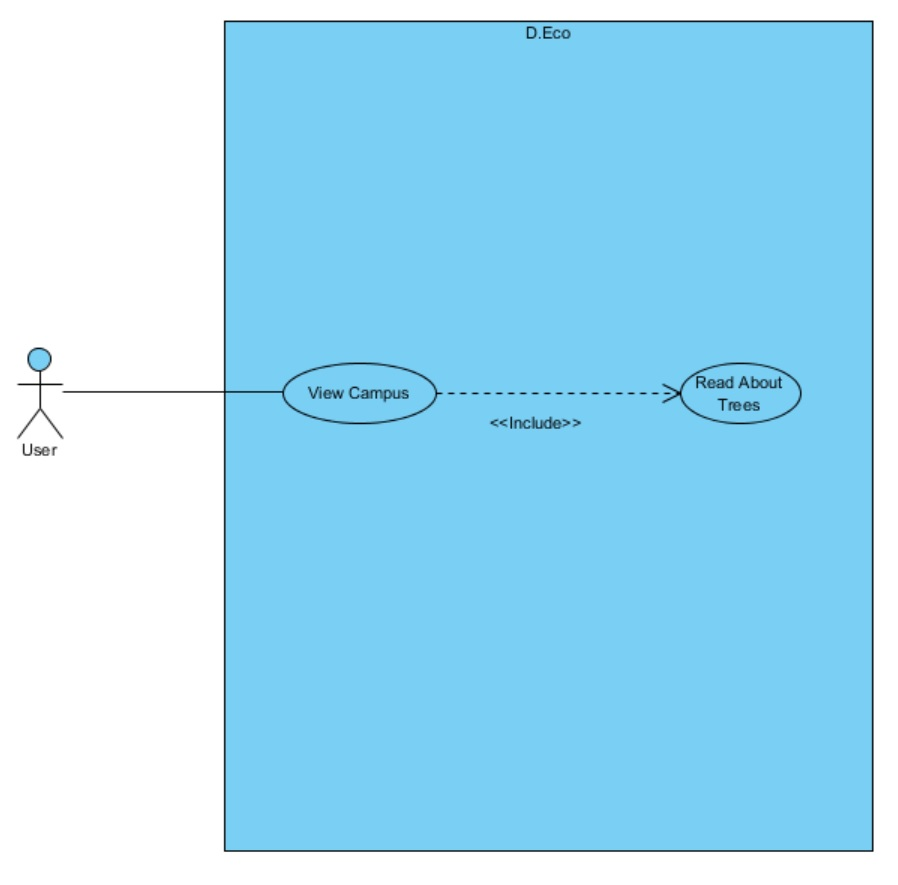 D.Eco
View Campus
Read About
Trees
<<Include>>
User